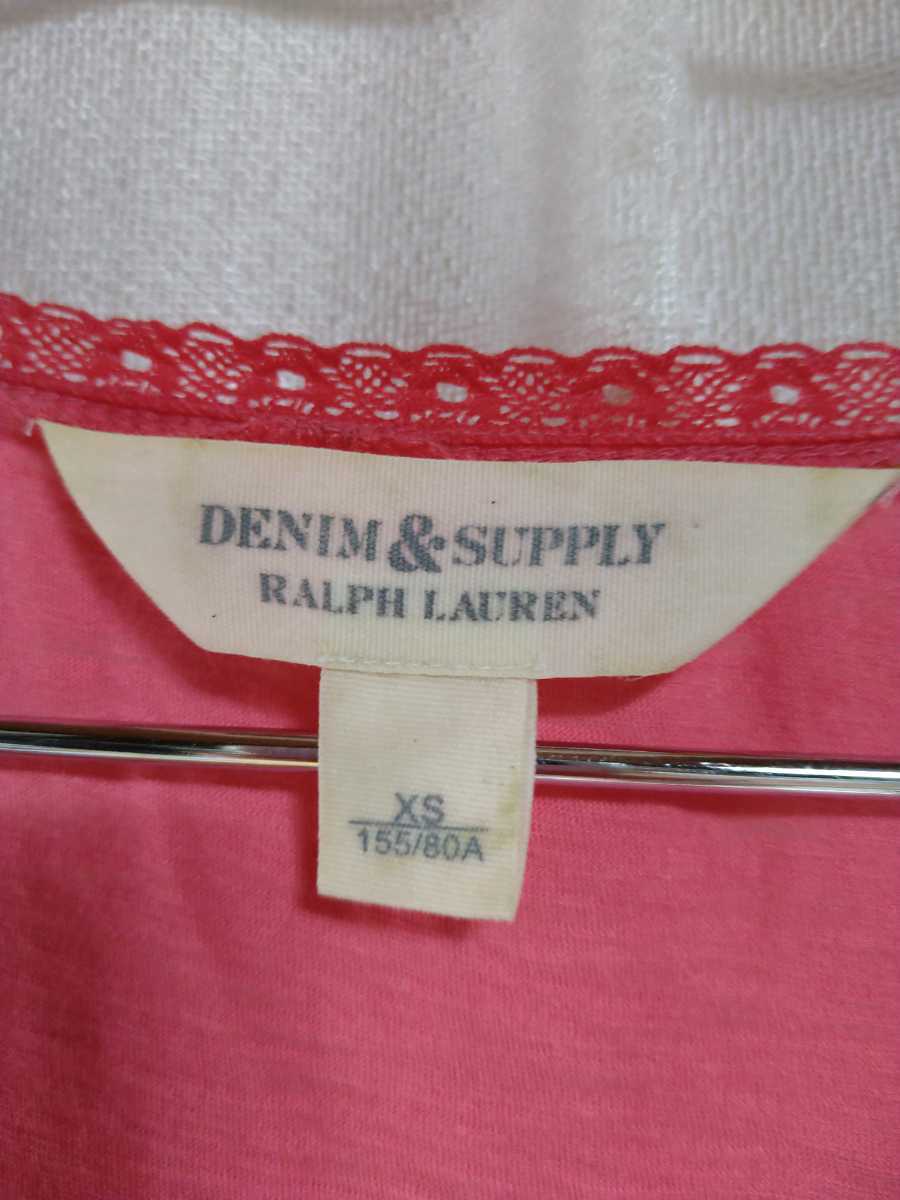 DENIM & SUPPLY
RALPH LAUREN
XS
155/80A